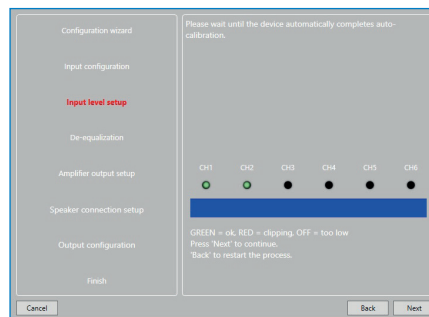 Configuration wizard
Input configuration
Input level setup
De-equalization
Amplifier output setup
Speaker connection setup
Output configuration
Finish
Please wait until the device automatically completes auto-
calibration.
CH1 CH2 CH3 CH4 CH5 CH6
GREEN = ok, RED = clipping, OFF = too low
Press 'Next' to continue.
'Back' to restart the process.
Cancel Back Next